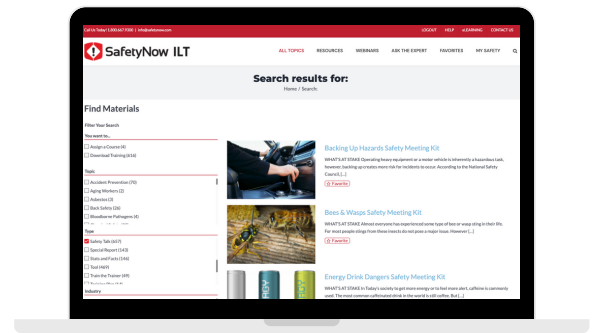 Call Us Today! 1.800.667.9300 | info@safetynow.com
LOGOUT HELP eLEARNING CONTACT US
SafetyNow ILT
ALL TOPICS RESOURCES WEBINARS ASK THE EXPERT FAVORITES MY SAFETY
Search results for:
Home / Search:
Find Materials
Filter Your Search
You want to...
Assign a Course (4)
Download Training (616)
Topic
Accident Prevention (70)
Aging Workers (2)
Asbestos (3)
Back Safety (26)
Bloodborne Pathogens (4)
Type
Safety Talk (657)
Special Report (143)
Stats and Facts (146)
Tool (469)
Train the Trainer (49)
Industry
Backing Up Hazards Safety Meeting Kit
WHAT'S AT STAKE Operating heavy equipment or a motor vehicle is inherently a hazardous task,
however, backing up creates more risk for incidents to occur. According to the National Safety
Council, [...]
Favorite
Bees & Wasps Safety Meeting Kit
WHAT'S AT STAKE Almost everyone has experienced some type of bee or wasp sting in their life.
For most people stings from these insects do not pose a major issue. However [...]
Favorite
Energy Drink Dangers Safety Meeting Kit
WHAT'S AT STAKE In Today's society to get more energy or to feel more alert, caffeine is commonly
used. The most common caffeinated drink in the world is still coffee. But [...]